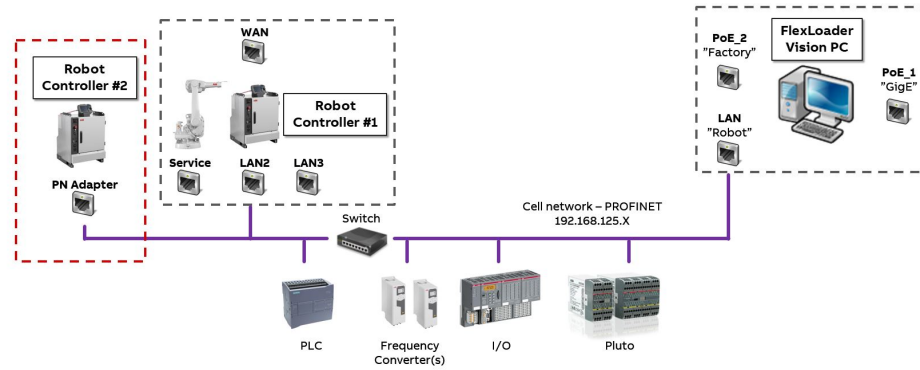 WAN
Robot
Controller #2
Robot
Controller #1
PN Adapter
Service
LAN2
LAN3
PoE_2
"Factory"
FlexLoader
Vision PC
PoE_1
"GigE"
LAN
"Robot"
Cell network – PROFINET
192.168.125.X
Switch
PLC
Frequency
Converter(s)
I/O
Pluto